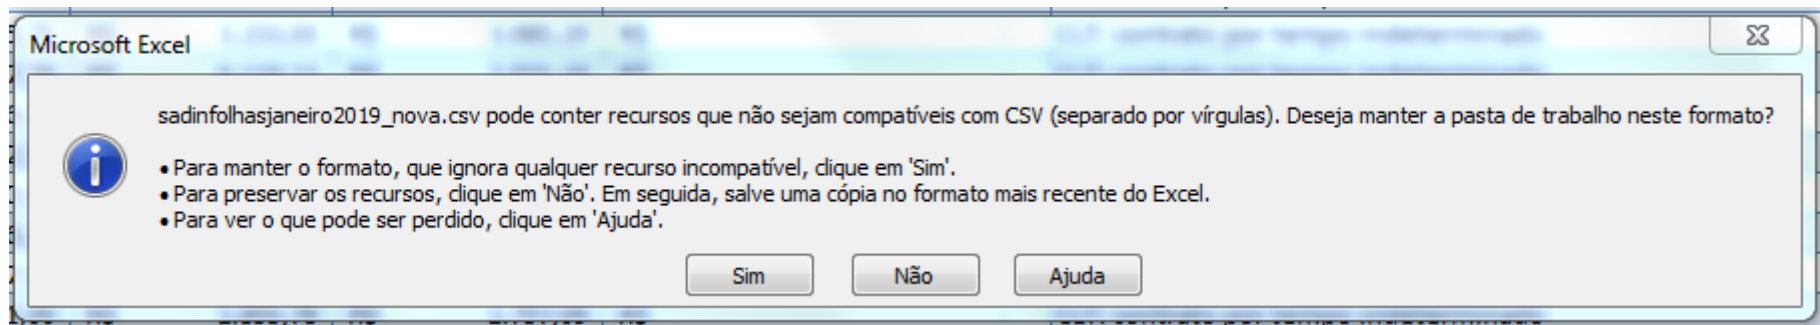 Microsoft Excel
sadinfolhasjaneiro2019_nova.csv pode conter recursos que não sejam compatíveis com CSV (separado por vírgulas). Deseja manter a pasta de trabalho neste formato?
• Para manter o formato, que ignora qualquer recurso incompatível, clique em 'Sim'.
• Para preservar os recursos, clique em 'Não'. Em seguida, salve uma cópia no formato mais recente do Excel.
• Para ver o que pode ser perdido, clique em 'Ajuda'.
Sim Não Ajuda